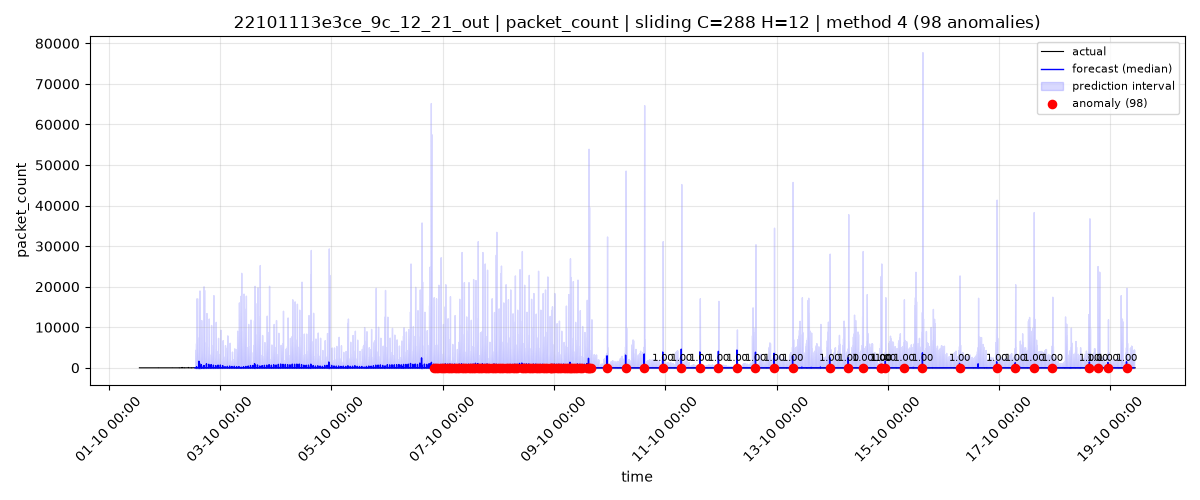 22101113e3ce_9c_12_21_out | packet_count | sliding C=288 H=12 | method 4 (98 anomalies)
actual
forecast (median)
prediction interval
anomaly (98)
packet_count
80000
70000
60000
50000
40000
30000
20000
10000
0
1.00 1.00 1.00 1.00 1.00 1.00 1.00 1.00 1.00 1.00 1.00 1.00 1.00 1.00 1.00 1.00 1.00 1.00 1.00
01-10 00:00
03-10 00:00
05-10 00:00
07-10 00:00
09-10 00:00
11-10 00:00
13-10 00:00
15-10 00:00
17-10 00:00
19-10 00:00
time